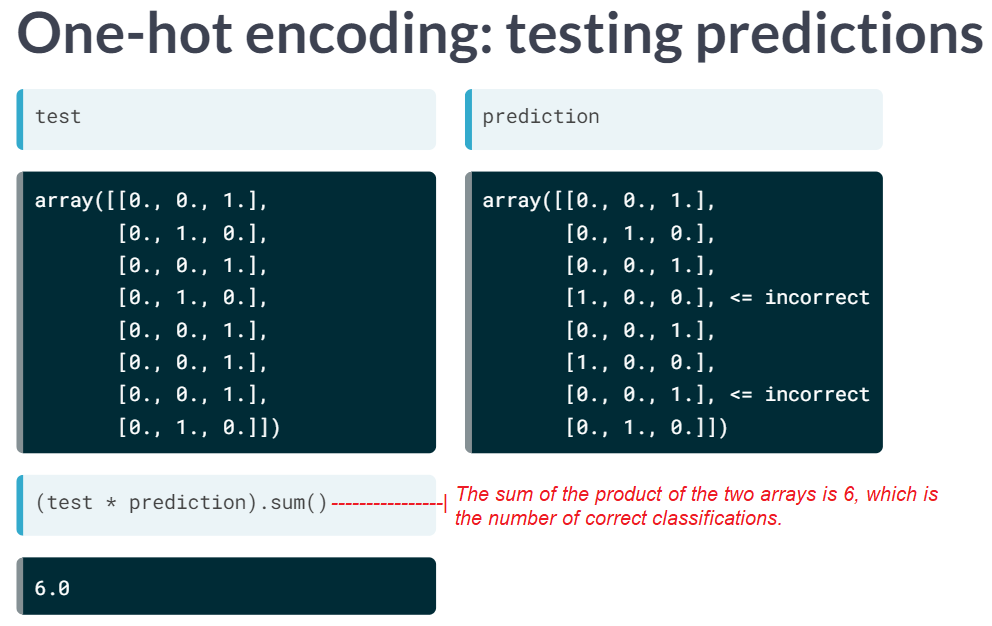 One-hot encoding: testing predictions
test
array([[0., 0., 1.],
[0., 1., 0.],
[0., 0., 1.],
[0., 1., 0.],
[0., 0., 1.],
[0., 0., 1.],
[0., 0., 1.],
[0., 1., 0.]])
prediction
array([[0., 0., 1.],
[0., 1., 0.],
[0., 0., 1.],
[1., 0., 0.], <= incorrect
[0., 0., 1.],
[1., 0., 0.],
[0., 0., 1.], <= incorrect
[0., 1., 0.]])
(test * prediction).sum()
The sum of the product of the two arrays is 6, which is
the number of correct classifications.
6.0